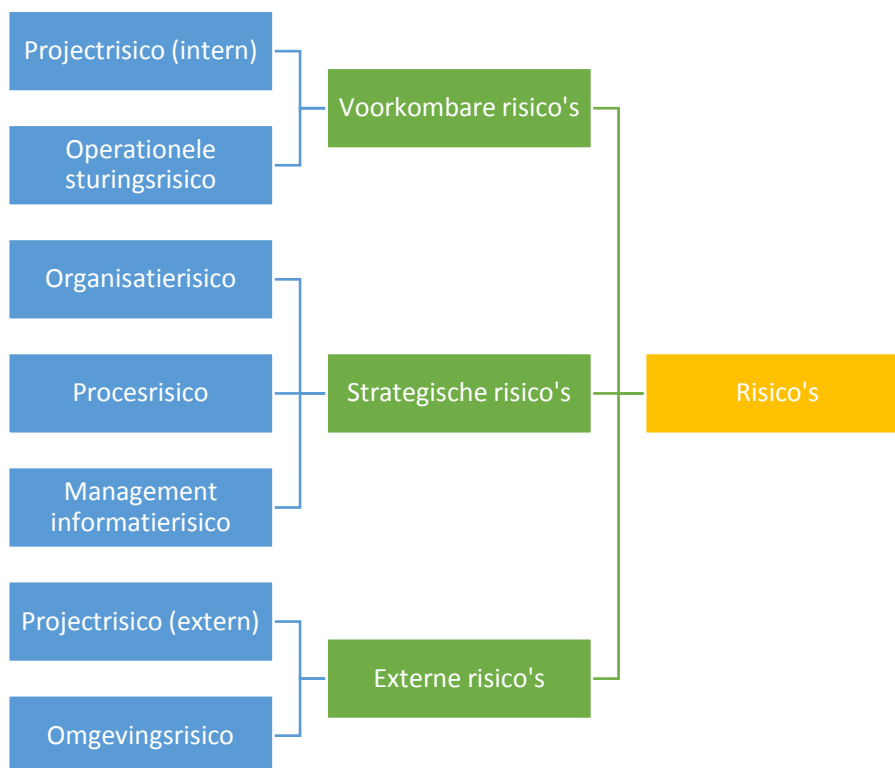 Projectrisico (intern)
Voorkombare risico's
Operationele
sturingsrisico
Organisatierisico
Procesrisico
Strategische risico's
Risico's
Management
informatierisico
Projectrisico (extern)
Externe risico's
Omgevingsrisico